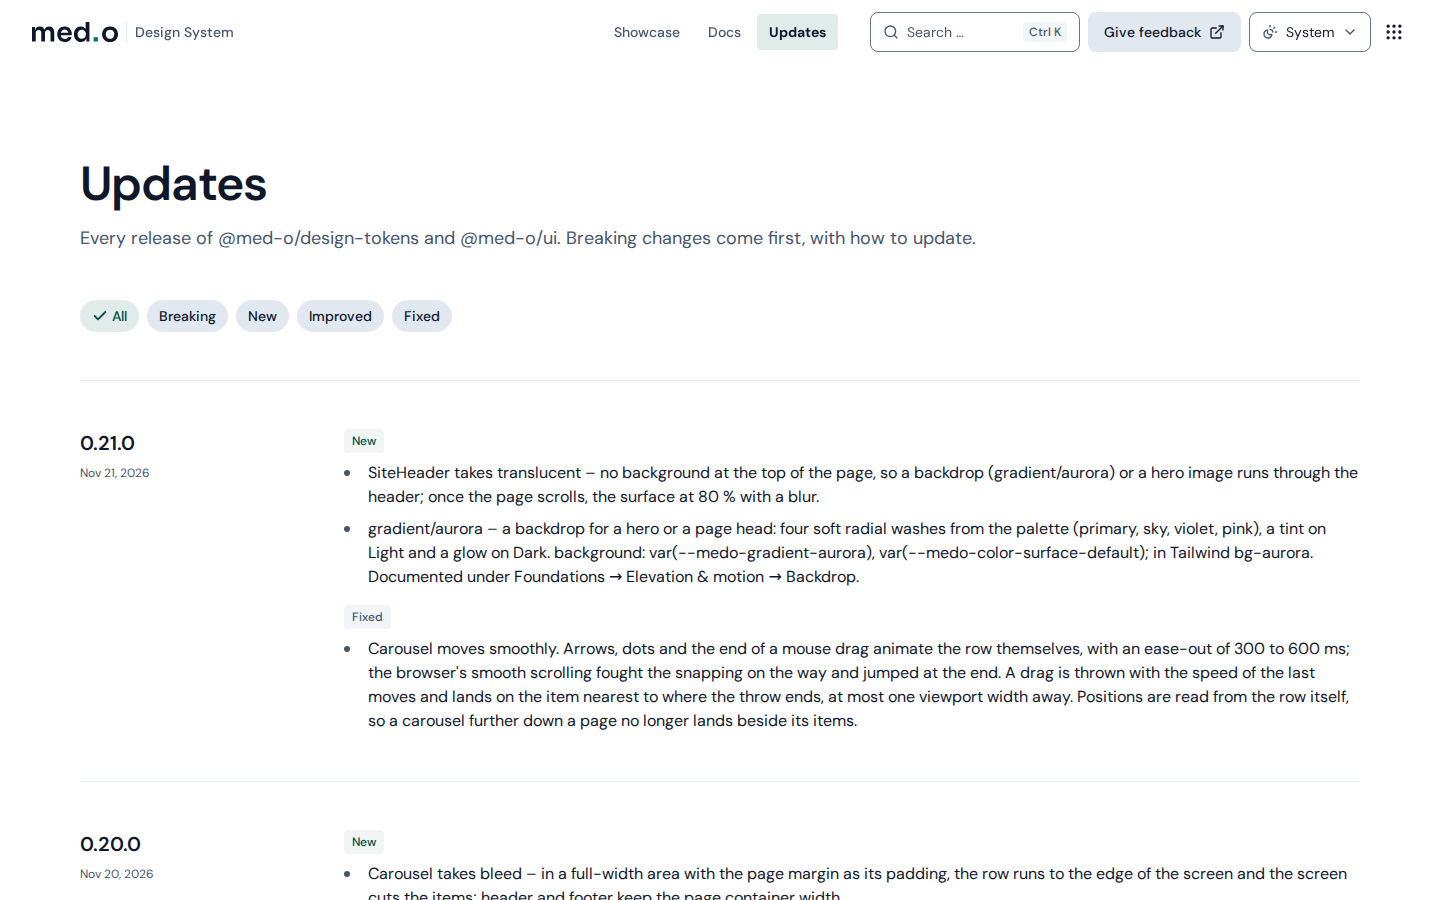 med.o Design System
Showcase Docs Updates
Search ... Ctrl K
Give feedback
System
Updates
Every release of @med-o/design-tokens and @med-o/ui. Breaking changes come first, with how to update.
All Breaking New Improved Fixed
0.21.0
Nov 21, 2026
New
SiteHeader takes translucent – no background at the top of the page, so a backdrop (gradient/aurora) or a hero image runs through the
header; once the page scrolls, the surface at 80 % with a blur.
gradient/aurora – a backdrop for a hero or a page head: four soft radial washes from the palette (primary, sky, violet, pink), a tint on
Light and a glow on Dark. background: var(--medo-gradient-aurora), var(--medo-color-surface-default); in Tailwind bg-aurora.
Documented under Foundations → Elevation & motion → Backdrop.
Fixed
Carousel moves smoothly. Arrows, dots and the end of a mouse drag animate the row themselves, with an ease-out of 300 to 600 ms;
the browser's smooth scrolling fought the snapping on the way and jumped at the end. A drag is thrown with the speed of the last
moves and lands on the item nearest to where the throw ends, at most one viewport width away. Positions are read from the row itself,
so a carousel further down a page no longer lands beside its items.
0.20.0
Nov 20, 2026
New
Carousel takes bleed – in a full-width area with the page margin as its padding, the row runs to the edge of the screen and the screen
cuts the items; header and footer keep the page container width.